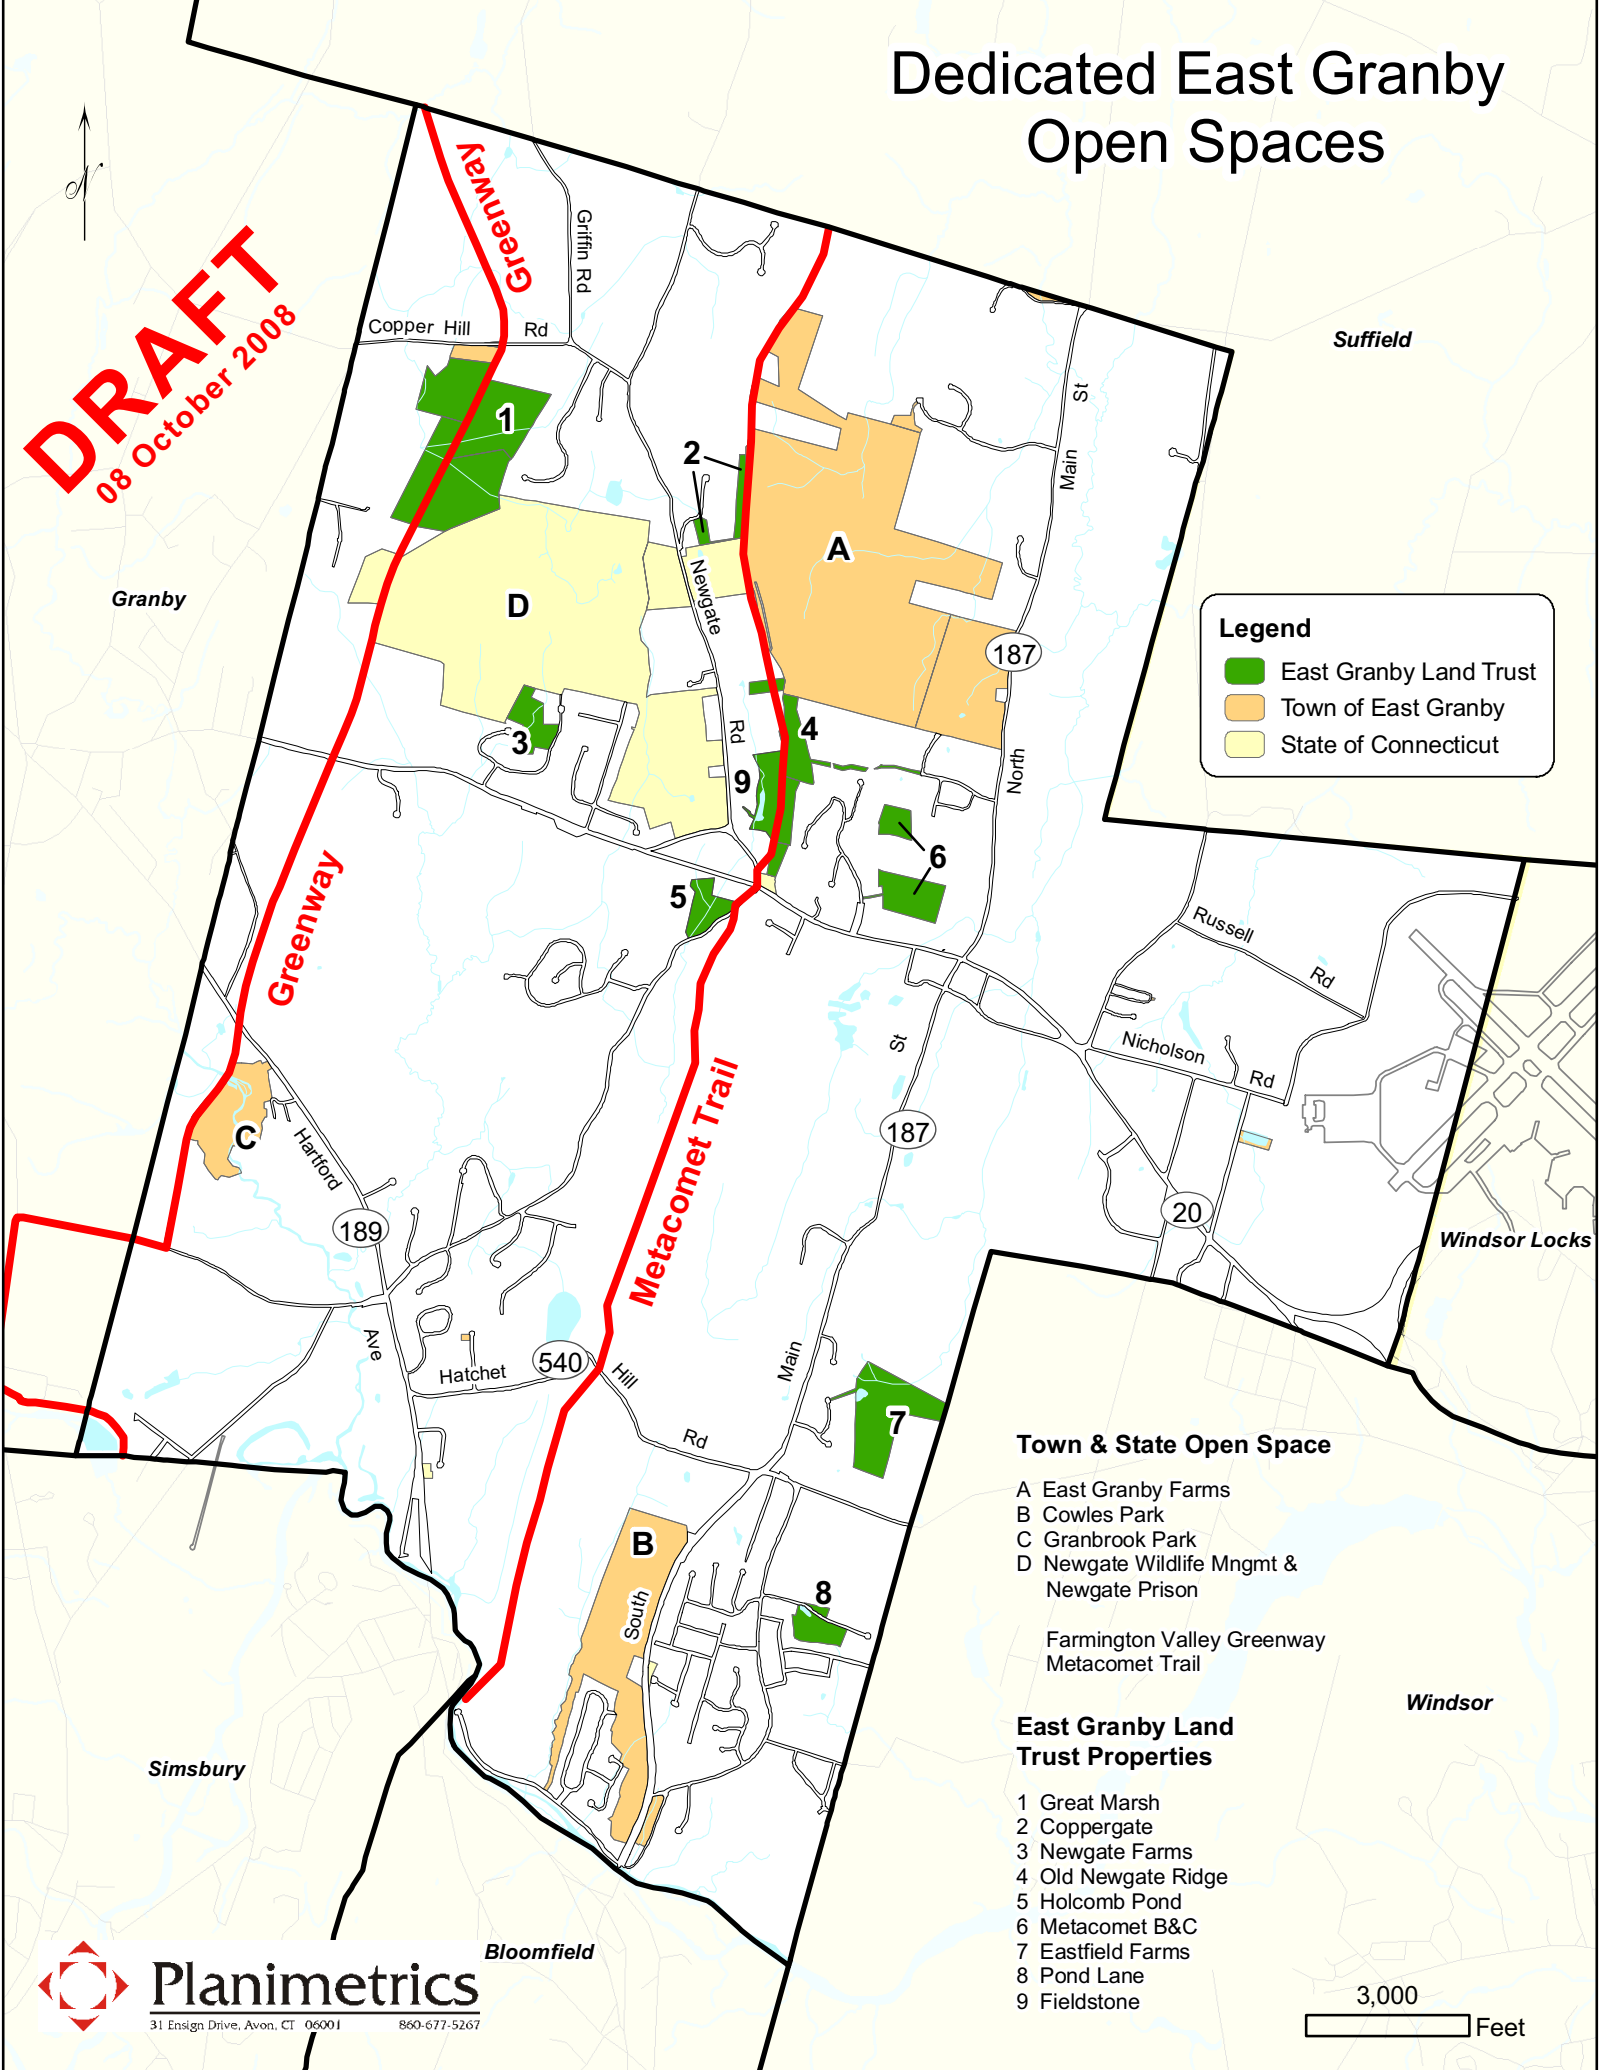 Dedicated East Granby
Open Spaces
N
DRAFT
08 October 2008
Greenway
Griffin Rd
Copper Hill Rd
Suffield
Main St
1
2
A
Granby
D
Newgate
Rd
187
Legend
East Granby Land Trust
Town of East Granby
State of Connecticut
3
4
9
North
6
5
Greenway
Russell Rd
St
Nicholson Rd
Metacomet Trail
187
C
Hartford
189
20
Windsor Locks
Ave
Hatchet
540
Hill
Rd
Main
7
B
South
8
Town & State Open Space
A East Granby Farms
B Cowles Park
C Granbrook Park
D Newgate Wildlife Mngmt &
Newgate Prison
Farmington Valley Greenway
Metacomet Trail
Windsor
East Granby Land
Trust Properties
1 Great Marsh
2 Coppergate
3 Newgate Farms
4 Old Newgate Ridge
5 Holcomb Pond
6 Metacomet B&C
7 Eastfield Farms
8 Pond Lane
9 Fieldstone
Simsbury
Bloomfield
Planimetrics
31 Ensign Drive, Avon, CT 06001 860-677-5267
3,000
Feet